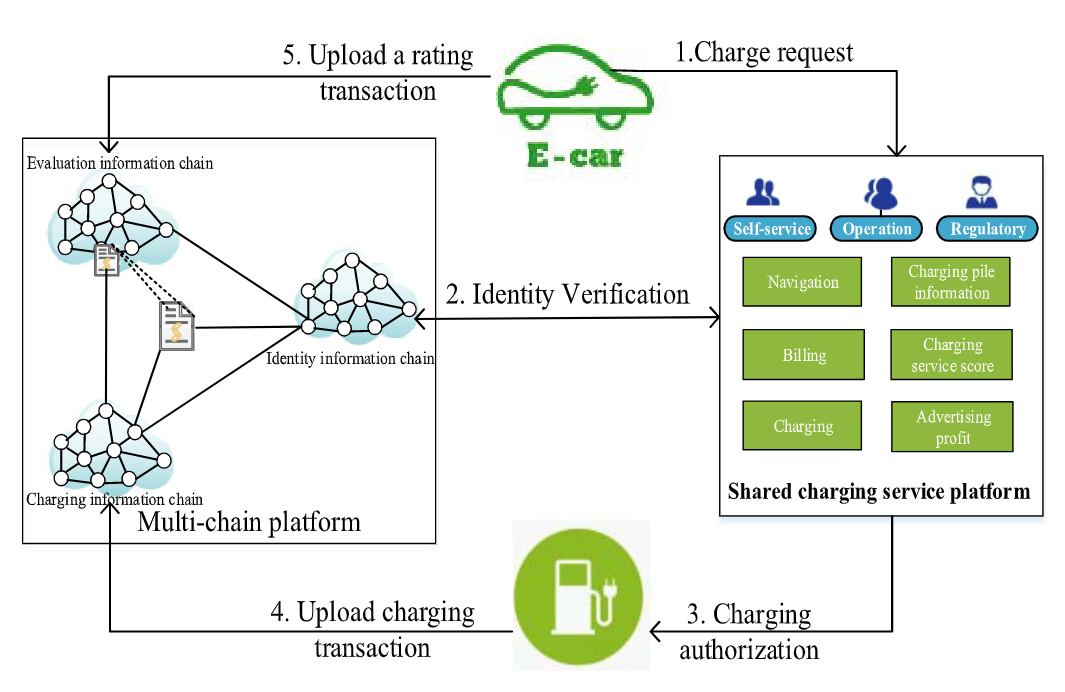 5. Upload a rating
transaction
1.Charge request
E-car
Evaluation information chain
Self-service
Operation
Regulatory
Navigation
Charging pile
information
2. Identity Verification
Identity information chain
Billing
Charging
service score
Charging
Advertising
profit
Shared charging service platform
Charging information chain
Multi-chain platform
4. Upload charging
transaction
3. Charging
authorization